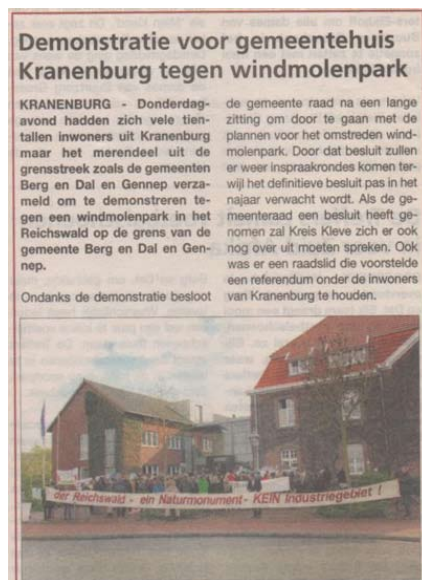 Demonstratie voor gemeentehuis
Kranenburg tegen windmolenpark
KRANENBURG - Donderdag-
avond hadden zich vele tien-
tallen inwoners uit Kranenburg
maar het merendeel uit de
grensstreek zoals de gemeenten
Berg en Dal en Gennep verza-
meld om te demonstreren te-
gen een windmolenpark in het
Reichswald op de grens van de
gemeente Berg en Dal en Gen-
nep.
Ondanks de demonstratie besloot
de gemeente raad na een lange
zitting om door te gaan met de
plannen voor het omstreden wind-
molenpark. Door dat besluit zullen
er weer inspraakrondes komen ter-
wijl het definitieve besluit pas in het
najaar verwacht wordt. Als de ge-
meenteraad een besluit heeft ge-
nomen zal Kreis Kleve zich er ook
nog over uit moeten spreken. Ook
was er een raadslid die voorstelde
een referendum onder de inwoners
van Kranenburg te houden.
der Reichswald - ein Naturmonument - KEIN Industriegebiet !